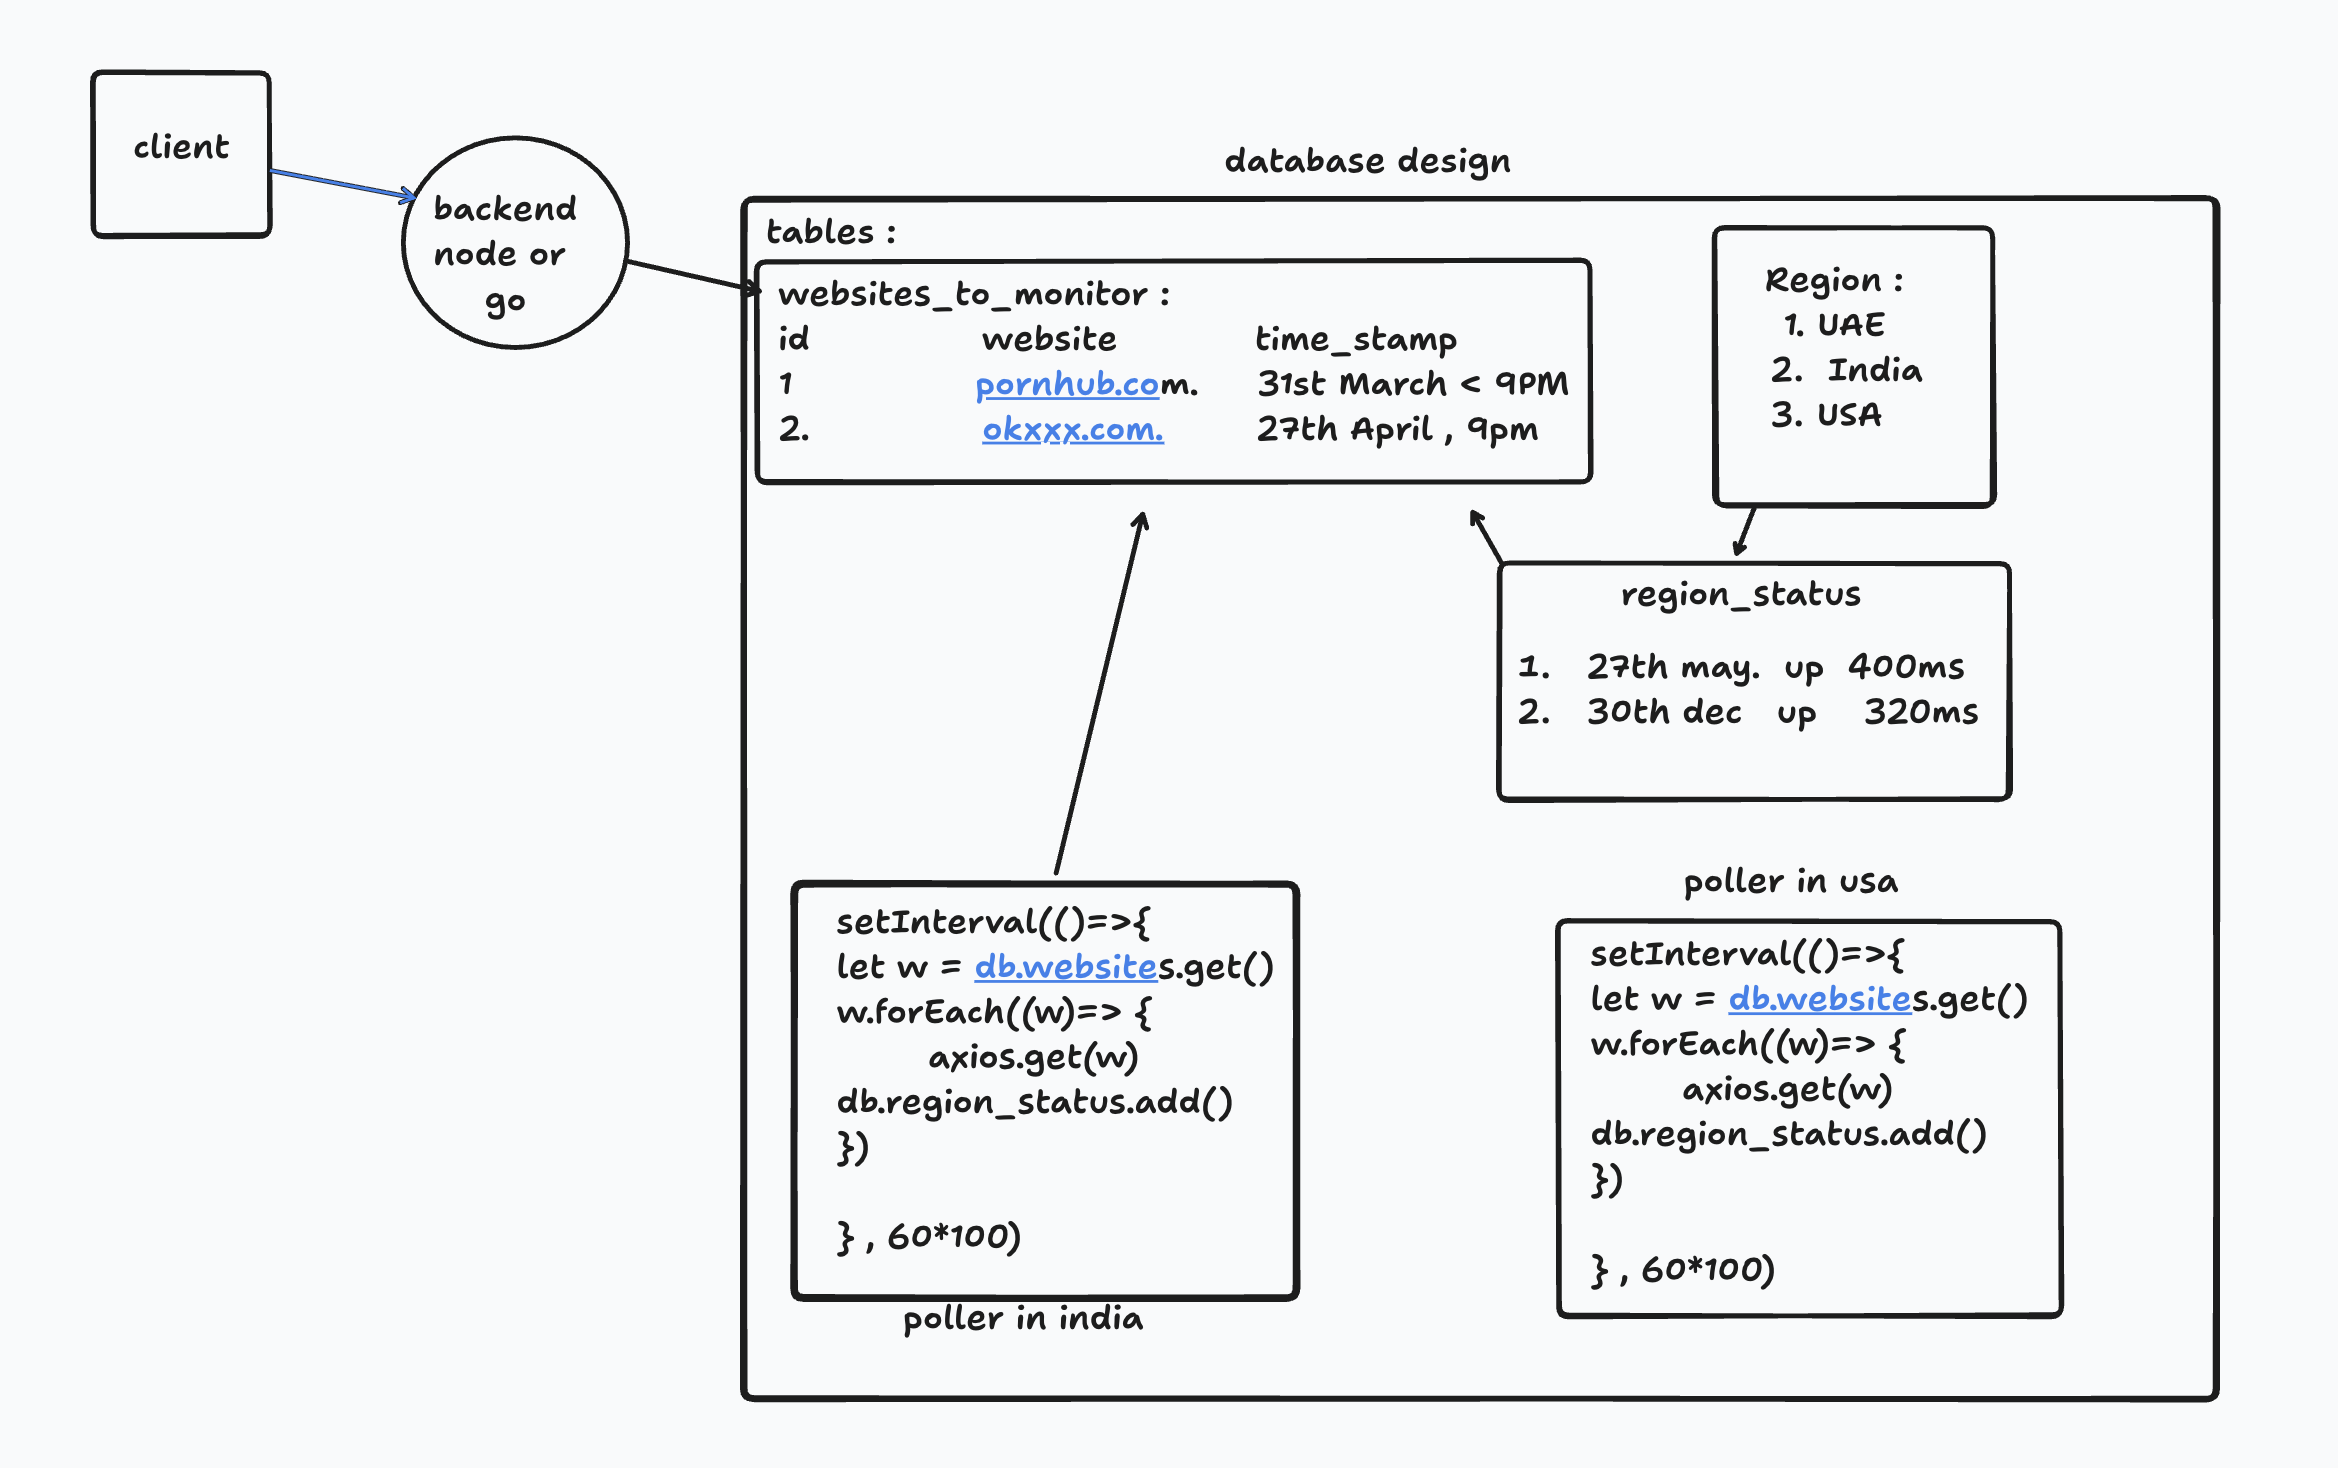 client
backend
node or
go
database design
tables :
websites_to_monitor :
id website time_stamp
1 pornhub.com. 31st March < 9PM
2. okxxx.com. 27th April , 9pm
Region :
1. UAE
2. India
3. USA
region_status
1. 27th may. up 400ms
2. 30th dec up 320ms
setInterval(()=>{
let w = db.websites.get()
w.forEach((w)=> {
axios.get(w)
db.region_status.add()
})
} , 60*100)
poller in india
poller in usa
setInterval(()=>{
let w = db.websites.get()
w.forEach((w)=> {
axios.get(w)
db.region_status.add()
})
} , 60*100)